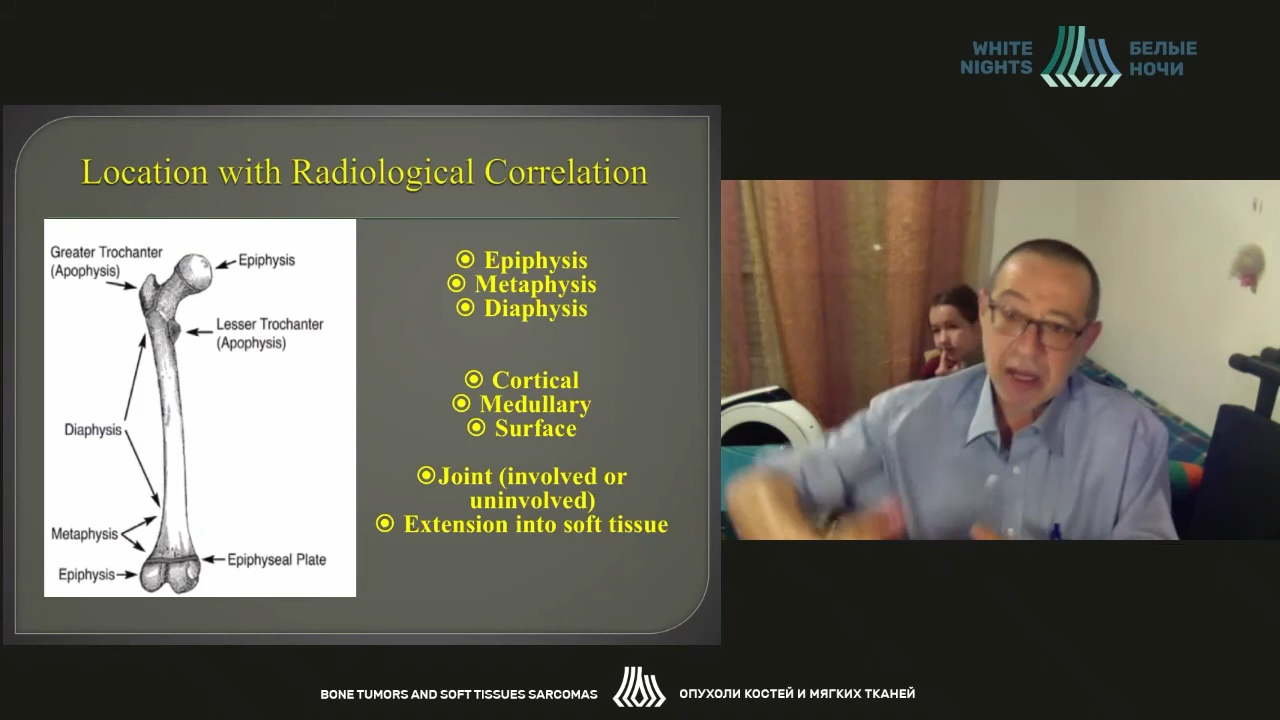 WHITE
NIGHTS
БЕЛЫЕ
НОЧИ
Location with Radiological Correlation
Greater Trochanter
(Apophysis)
Epiphysis
Lesser Trochanter
(Apophysis)
Diaphysis
Metaphysis
Epiphyseal Plate
Epiphysis
Epiphysis
Metaphysis
Diaphysis
Cortical
Medullary
Surface
Joint (involved or
uninvolved)
Extension into soft tissue
BONE TUMORS AND SOFT TISSUES SARCOMAS
ОПУХОЛИ КОСТЕЙ И МЯГКИХ ТКАНЕЙ